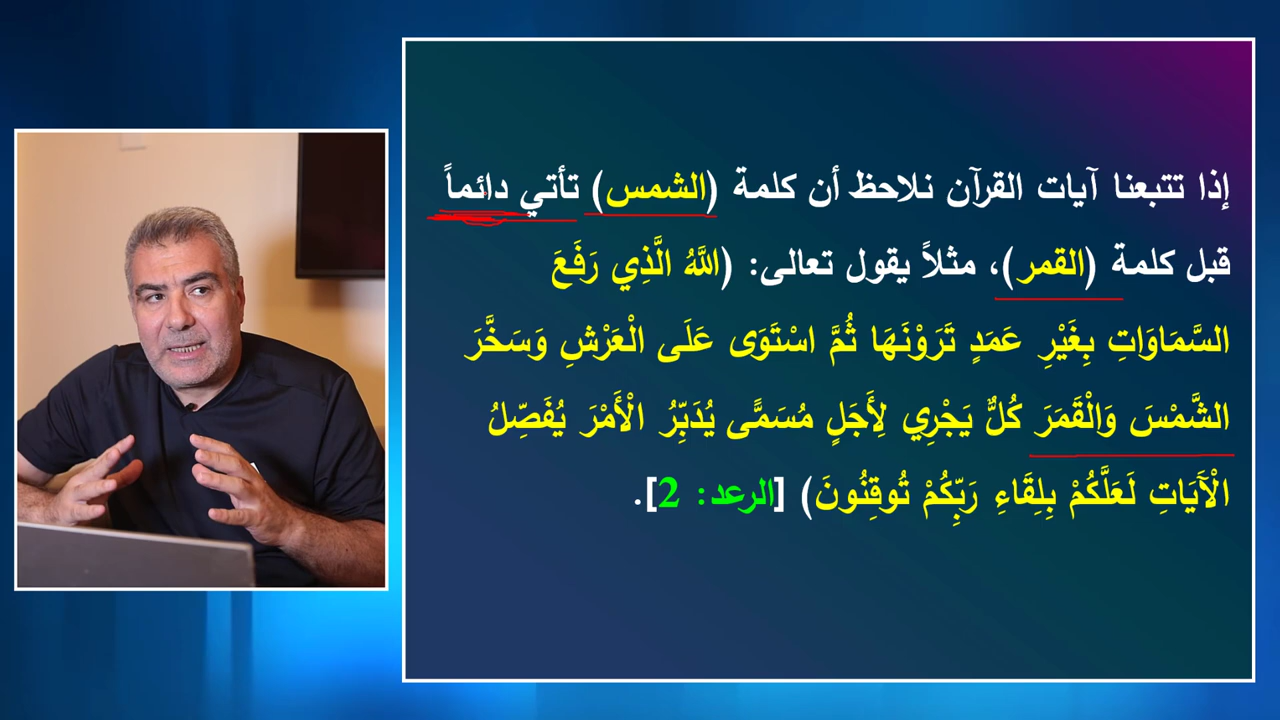 إذا تتبعنا آيات القرآن نلاحظ أن كلمة (الشمس) تأتي دائماً
قبل كلمة (القمر)، مثلاً يقول تعالى: (اللَّهُ الَّذِي رَفَعَ
السَّمَاوَاتِ بِغَيْرِ عَمَدٍ تَرَوْنَهَا ثُمَّ اسْتَوَى عَلَى الْعَرْشِ وَسَخَّرَ
الشَّمْسَ وَالْقَمَرَ كُلٌّ يَجْرِي لِأَجَلٍ مُسَمًّى يُدَبِّرُ الْأَمْرَ يُفَصِّلُ
الْآَيَاتِ لَعَلَّكُمْ بِلِقَاءِ رَبِّكُمْ تُوقِنُونَ) [الرعد: 2].